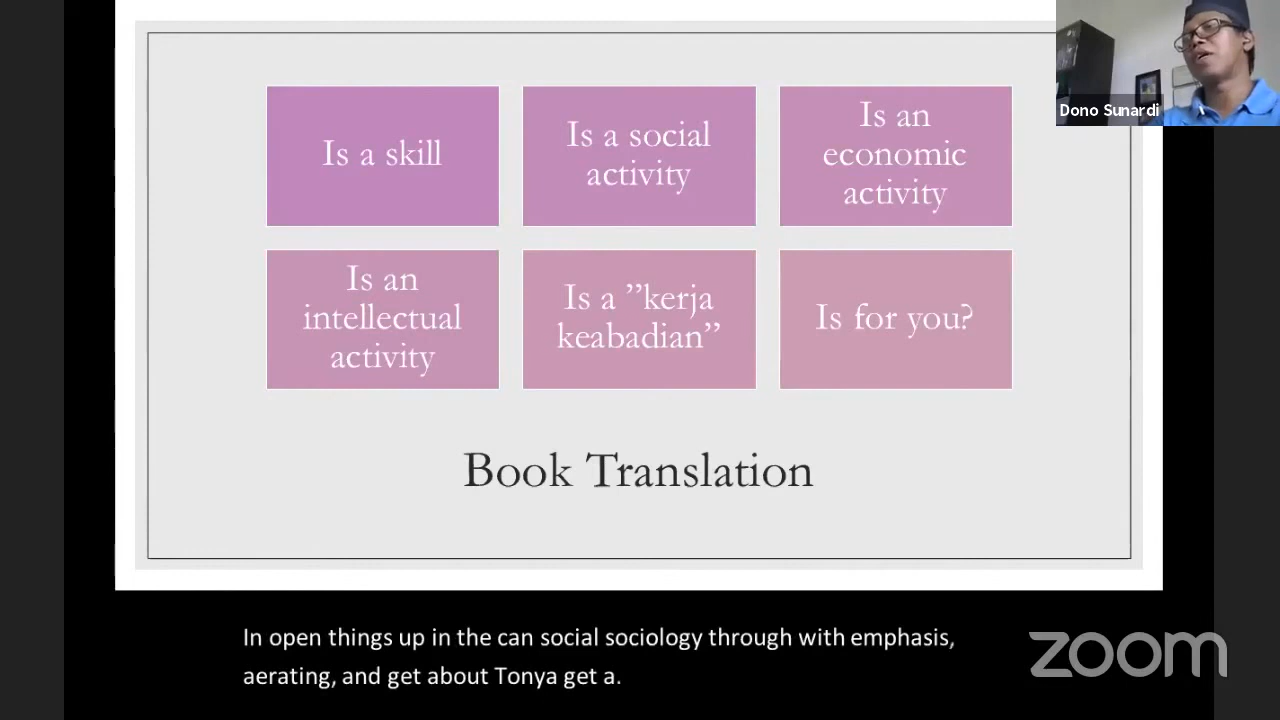 Dono Sunardi
Is a skill
Is a social
activity
Is an
economic
activity
Is an
intellectual
activity
Is a ”kerja
keabadian”
Is for you?
Book Translation
In open things up in the can social sociology through with emphasis,
aerating, and get about Tonya get a.
zoom